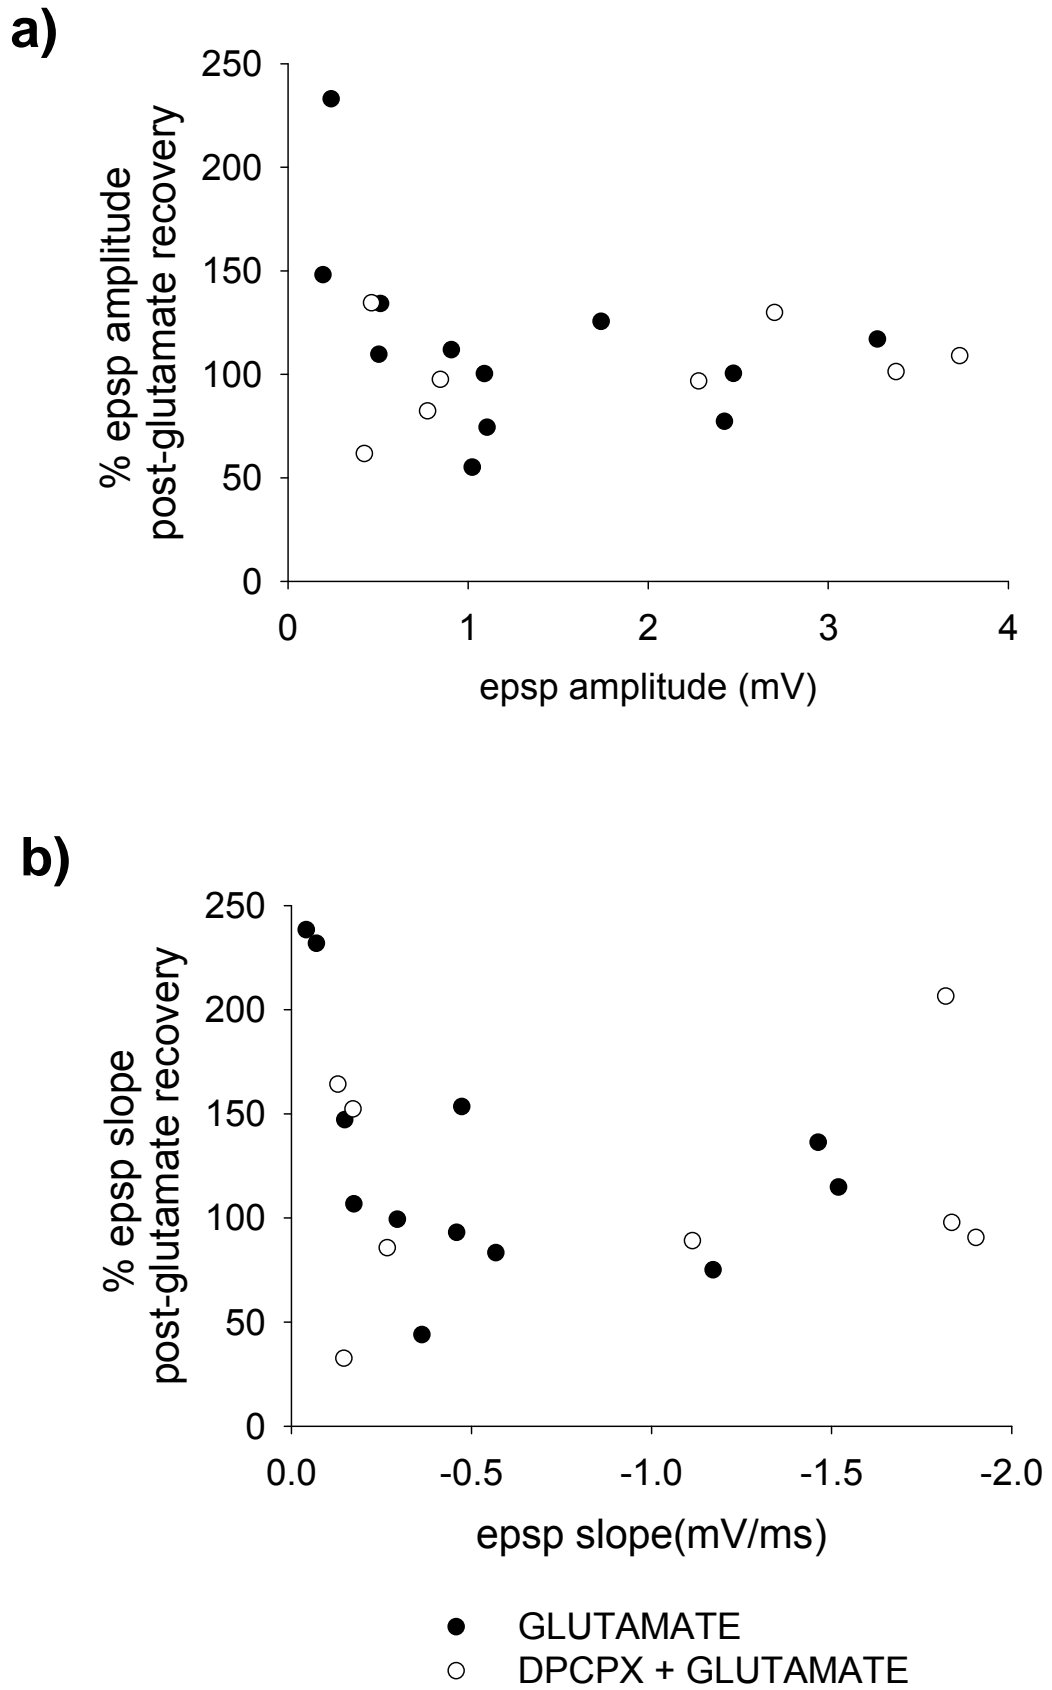 a)
% epsp amplitude
post-glutamate recovery
250
200
150
100
50
0
0 1 2 3 4
epsp amplitude (mV)
b)
% epsp slope
post-glutamate recovery
250
200
150
100
50
0
0.0 -0.5 -1.0 -1.5 -2.0
epsp slope(mV/ms)
GLUTAMATE
DPCPX + GLUTAMATE